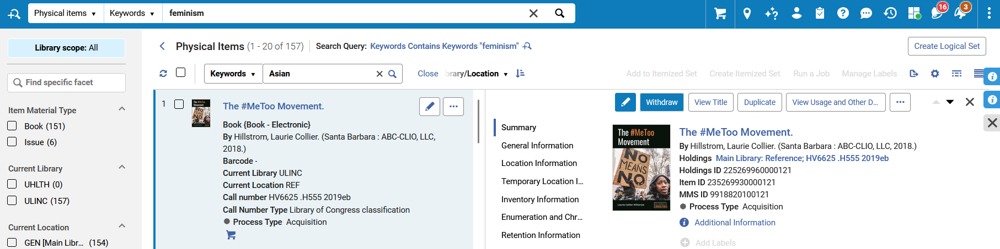 Physical items Keywords feminism 16 3
Library scope: All
Find specific facet
Item Material Type
Book (151)
Issue (6)
Current Library
UHLTH (0)
ULINC (157)
Current Location
GEN [Main Libr... (154)
Physical Items (1 - 20 of 157) Search Query: Keywords Contains Keywords "feminism" Create Logical Set
Keywords Asian Close brary/Location Add to Itemized Set Create Itemized Set Run a Job Manage Labels
1 The #MeToo Movement.
Book {Book - Electronic}
By Hillstrom, Laurie Collier. (Santa Barbara : ABC-CLIO, LLC,
2018.)
Barcode -
Current Library ULINC
Current Location REF
Call number HV6625 .H555 2019eb
Call Number Type Library of Congress classification
Process Type Acquisition
Withdraw View Title Duplicate View Usage and Other D...
Summary
General Information
Location Information
Temporary Location I...
Inventory Information
Enumeration and Chr...
Retention Information
The #MeToo
Movement
NO
MEANS
NO
Laurie Collier Hillstrom
The #MeToo Movement.
By Hillstrom, Laurie Collier. (Santa Barbara : ABC-CLIO, LLC, 2018.)
Holdings Main Library: Reference; HV6625 .H555 2019eb
Holdings ID 225269960000121
Item ID 235269930000121
MMS ID 9918820100121
Process Type Acquisition
Additional Information
Add Labels